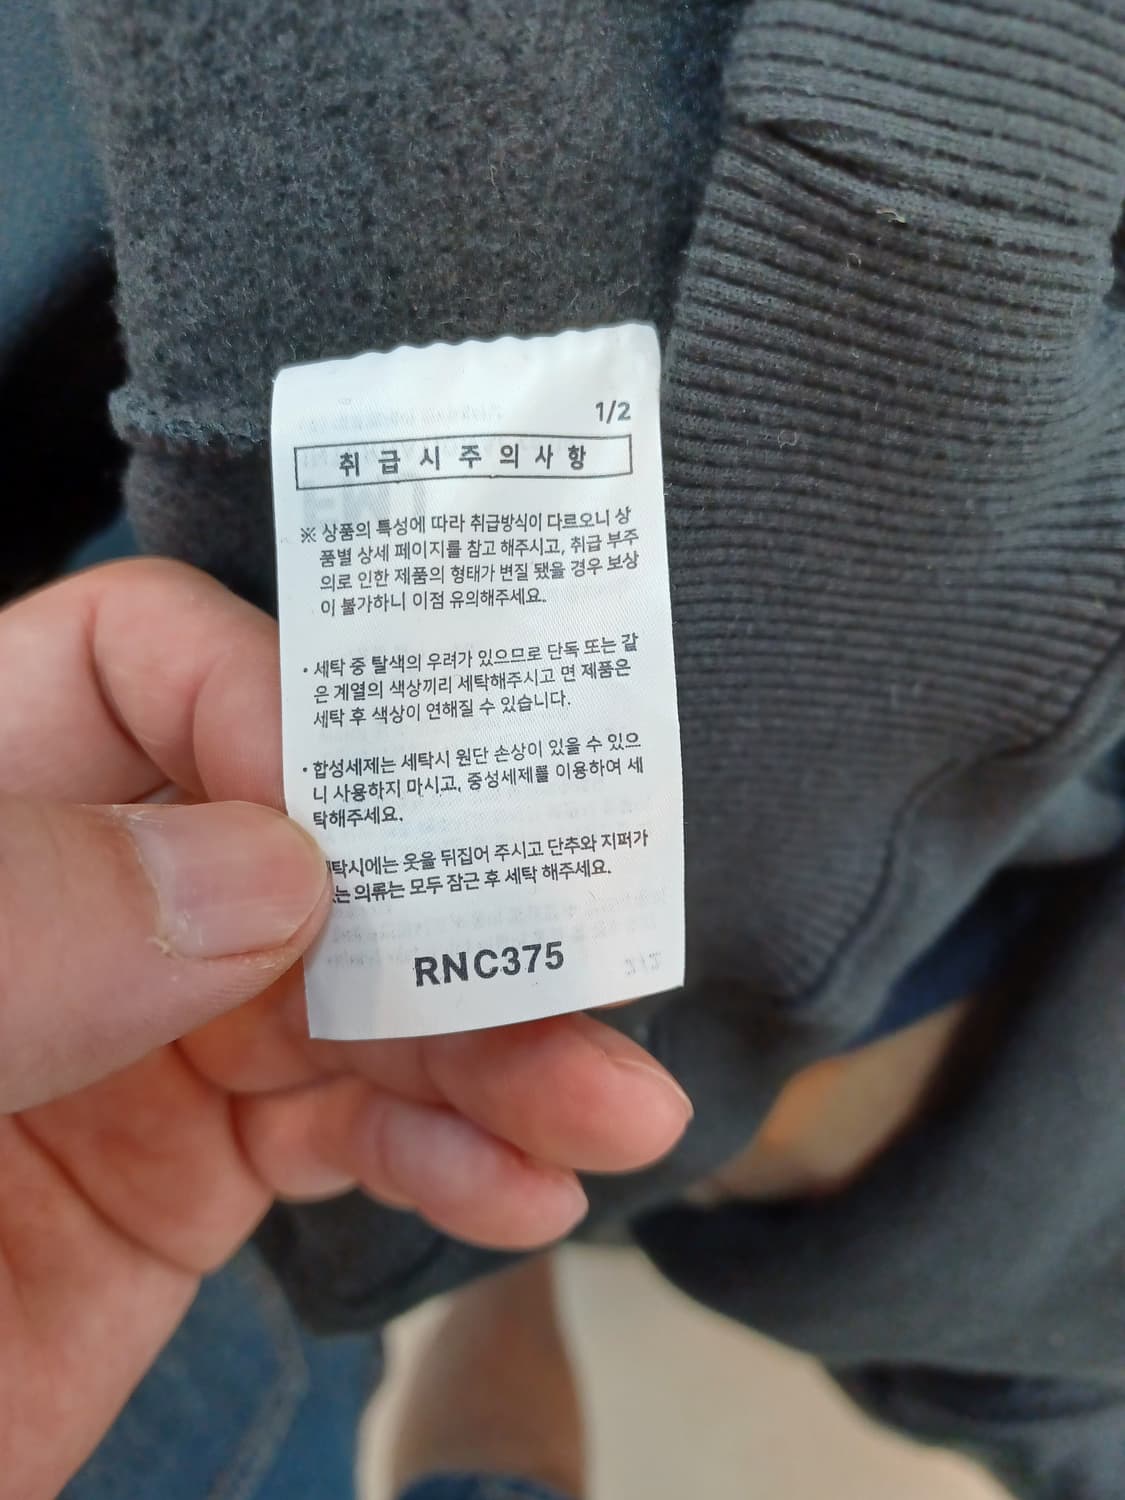 1/2
취급시주의사항
※ 상품의 특성에 따라 취급방식이 다르오니 상
품별 상세 페이지를 참고 해주시고, 취급 부주
의로 인한 제품의 형태가 변질 됐을 경우 보상
이 불가하니 이점 유의해주세요.
• 세탁 중 탈색의 우려가 있으므로 단독 또는 같
은 계열의 색상끼리 세탁해주시고 면 제품은
세탁 후 색상이 연해질 수 있습니다.
• 합성세제는 세탁시 원단 손상이 있을 수 있으
니 사용하지 마시고, 중성세제를 이용하여 세
탁해주세요.
옷을 뒤집어 주시고 단추와 지퍼가
의류는 모두 잠근 후 세탁 해주세요.
RNC375